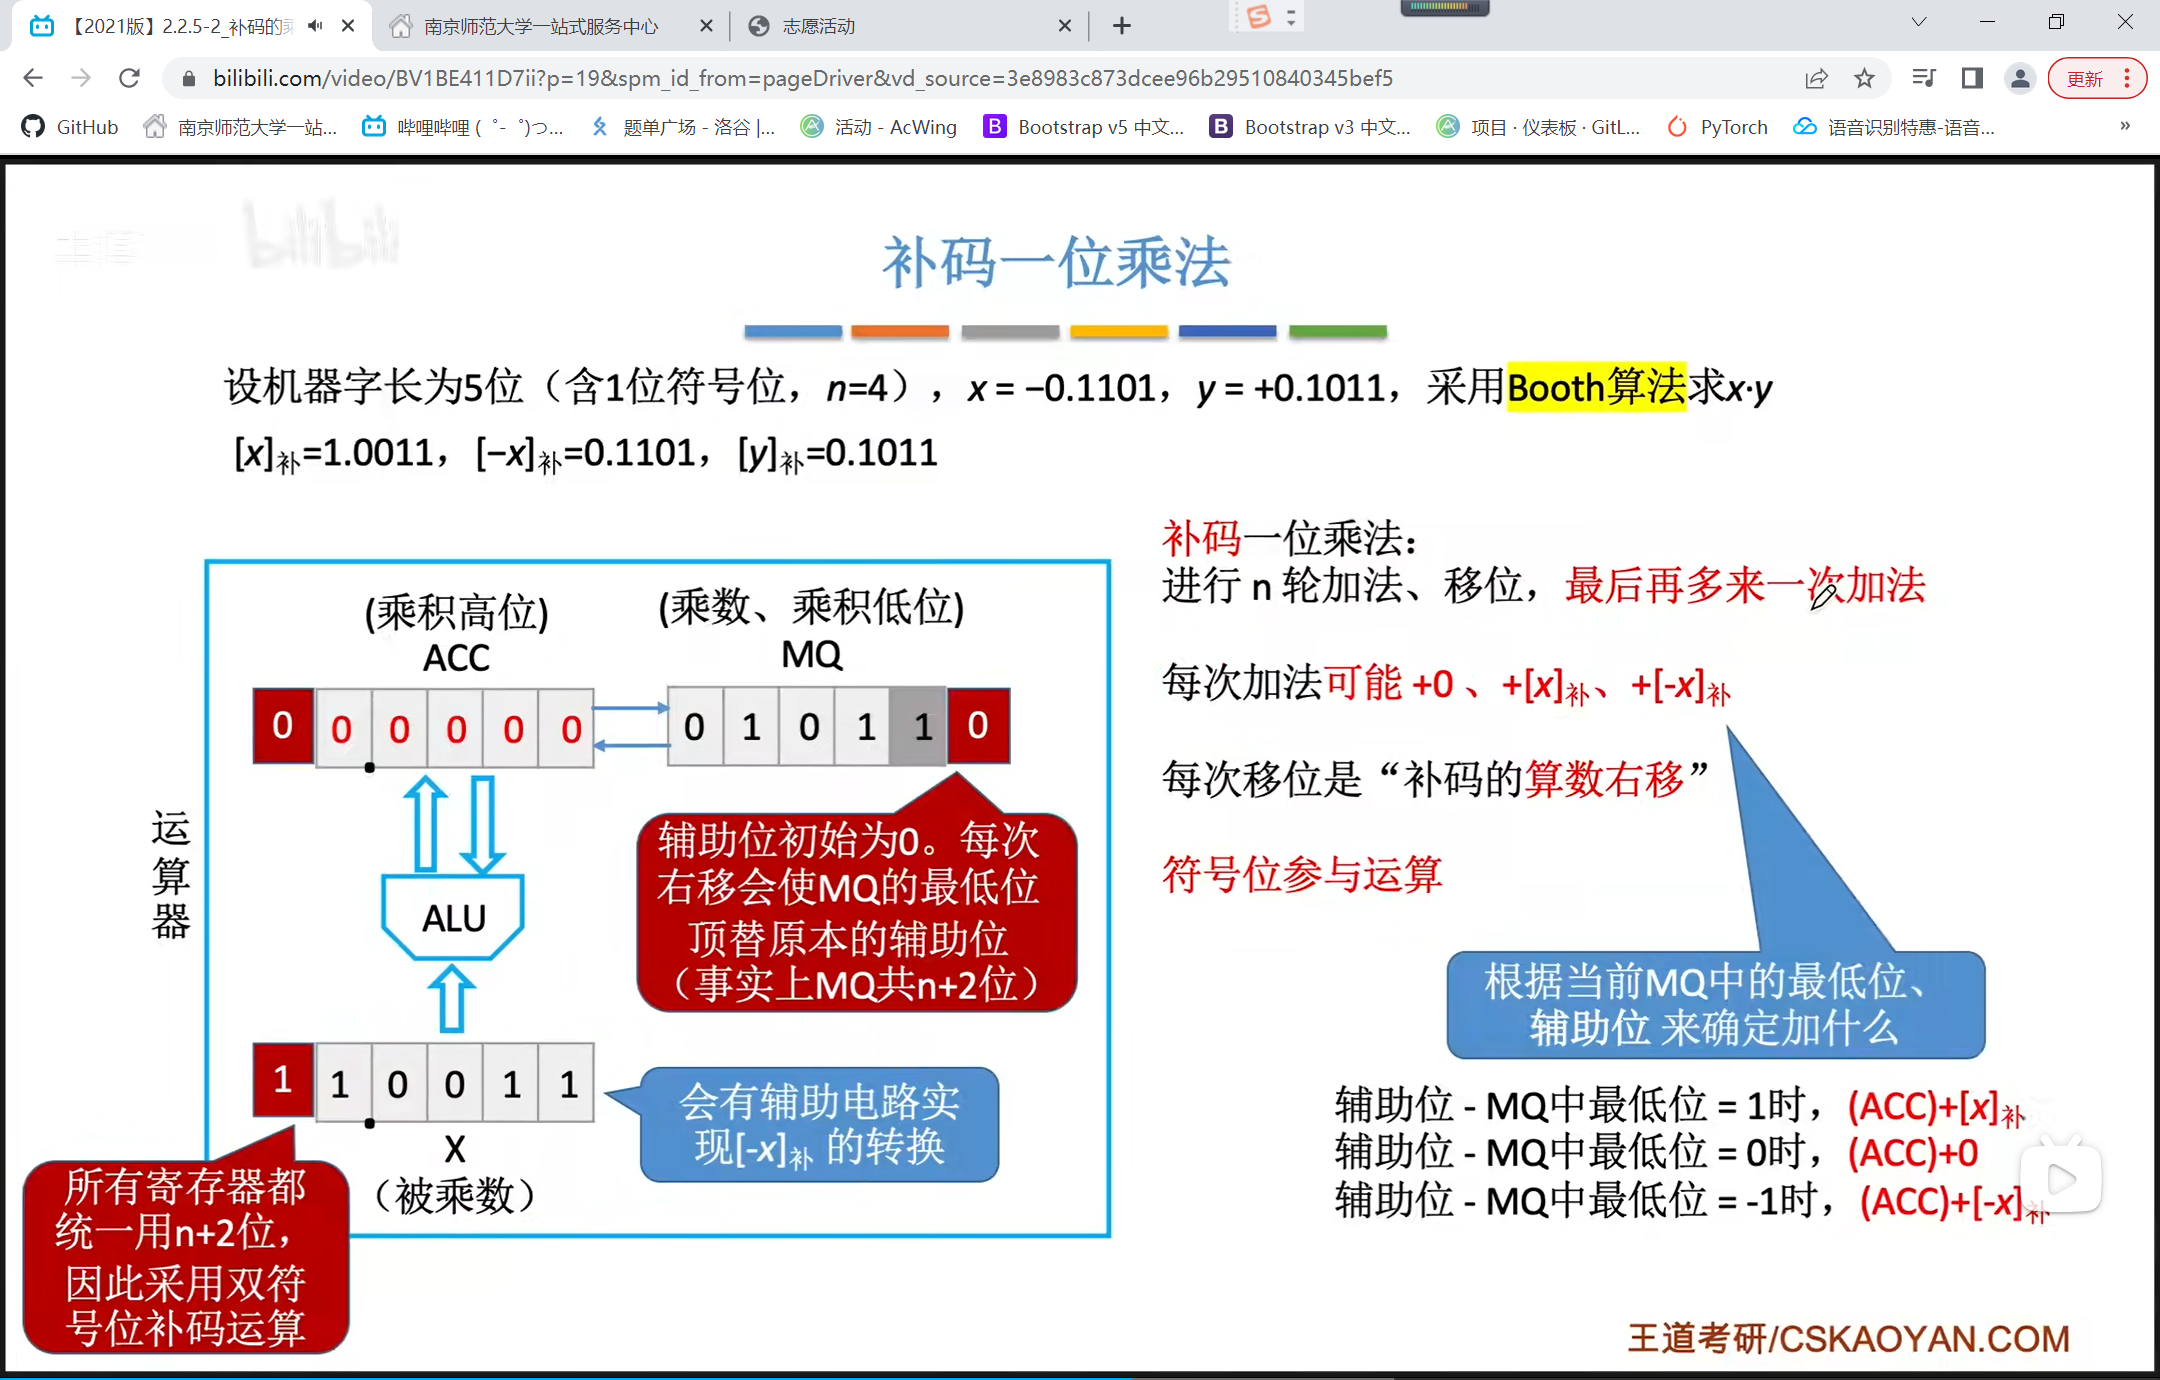 【2021版】2.2.5-2_补码的乘
南京师范大学一站式服务中心
志愿活动
bilibili.com/video/BV1BE411D7ii?p=19&spm_id_from=pageDriver&vd_source=3e8983c873dcee96b29510840345bef5
更新
GitHub
南京师范大学一站...
哔哩哔哩 (゜-゜)つ...
题单广场 - 洛谷 |...
活动 - AcWing
Bootstrap v5 中文...
Bootstrap v3 中文...
项目 · 仪表板 · GitL...
PyTorch
语音识别特惠-语音...
»
bilibili
补码一位乘法
设机器字长为5位（含1位符号位，n=4），x = −0.1101，y = +0.1011，采用Booth算法求x·y
[x]补=1.0011，[−x]补=0.1101，[y]补=0.1011
补码一位乘法：
进行 n 轮加法、移位，最后再多来一次加法
每次加法可能 +0 、+[x]补、+[-x]补
每次移位是“补码的算数右移”
符号位参与运算
根据当前MQ中的最低位、
辅助位 来确定加什么
辅助位 - MQ中最低位 = 1时，(ACC)+[x]补
辅助位 - MQ中最低位 = 0时，(ACC)+0
辅助位 - MQ中最低位 = -1时，(ACC)+[-x]补
运算器
(乘积高位)
ACC
(乘数、乘积低位)
MQ
0 0 0 0 0 0
0 1 0 1 1 0
辅助位初始为0。每次
右移会使MQ的最低位
顶替原本的辅助位
（事实上MQ共n+2位）
ALU
1 1 0 0 1 1
X
（被乘数）
会有辅助电路实
现[-x]补 的转换
所有寄存器都
统一用n+2位，
因此采用双符
号位补码运算
王道考研/CSKAOYAN.COM